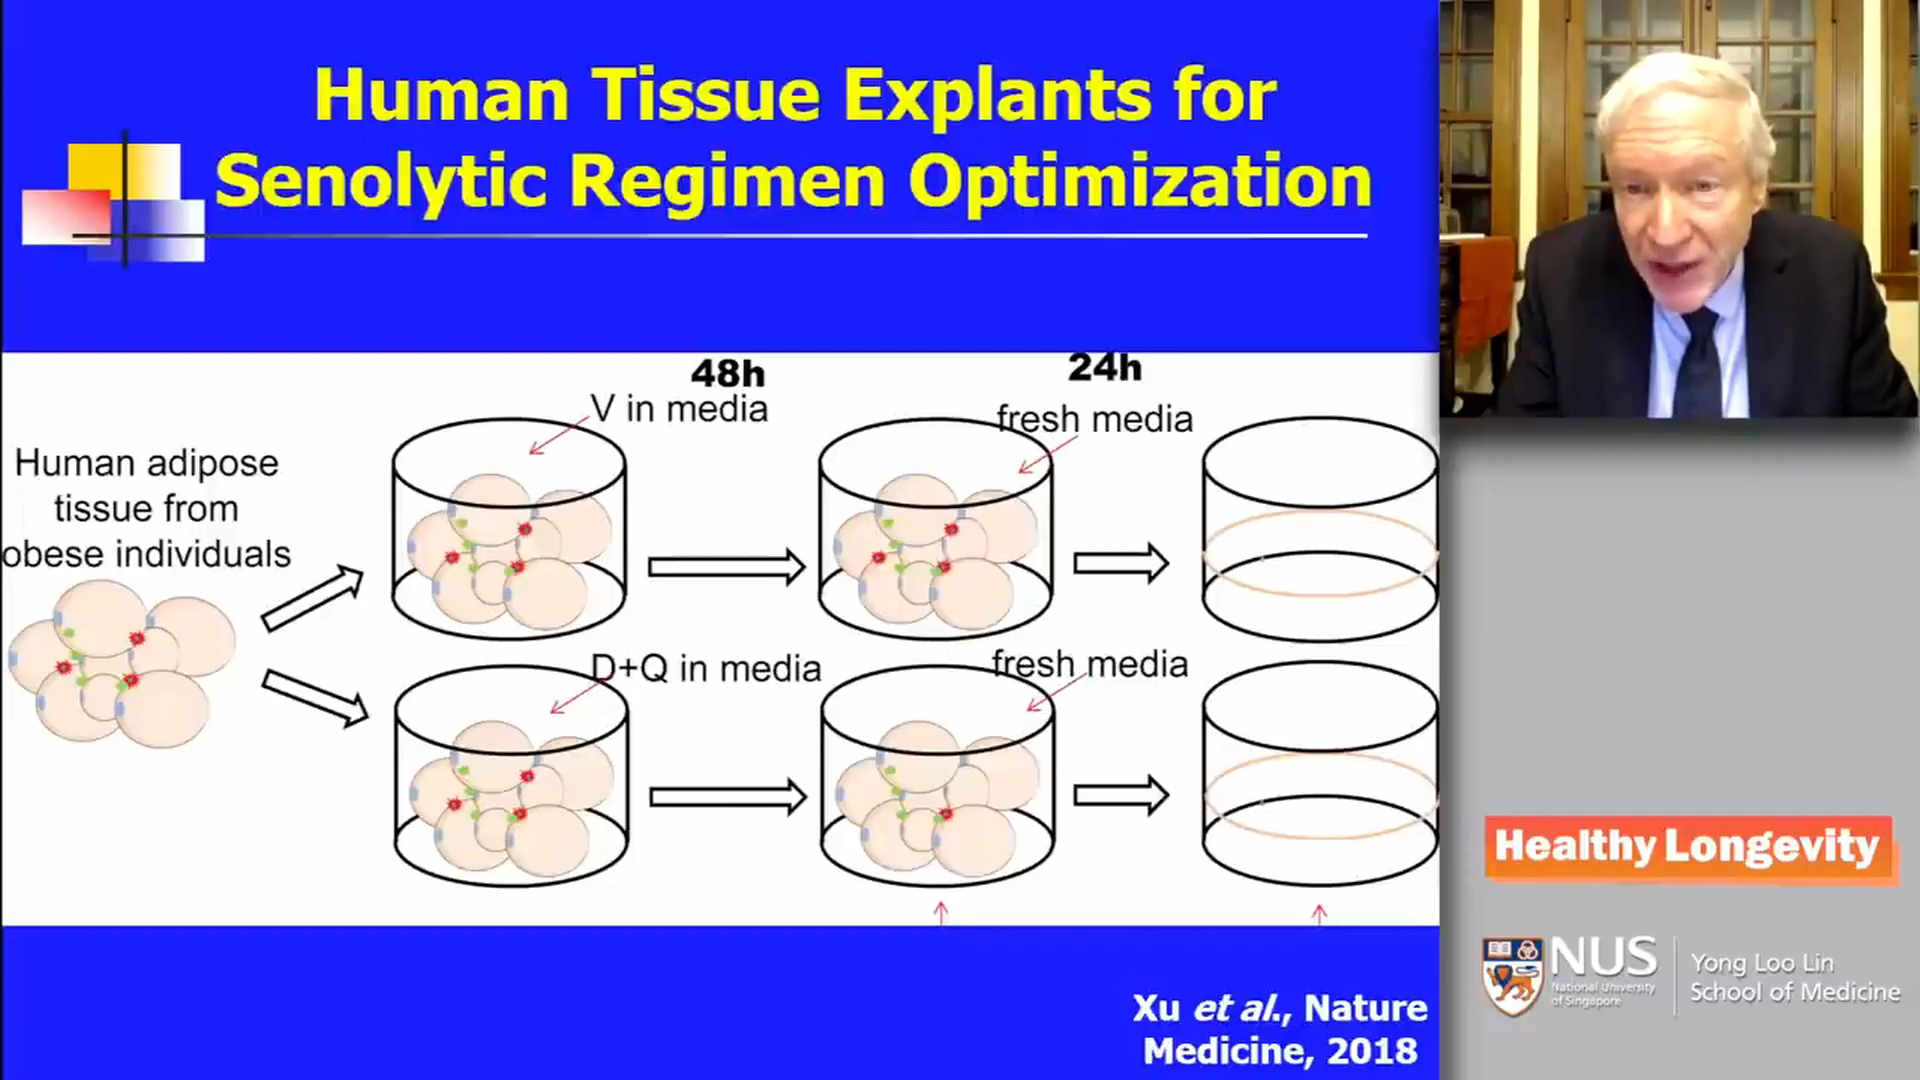 Human Tissue Explants for
Senolytic Regimen Optimization
48h
V in media
24h
fresh media
Human adipose
tissue from
obese individuals
D+Q in media
fresh media
Xu et al., Nature
Medicine, 2018
Healthy Longevity
NUS
National University
of Singapore
Yong Loo Lin
School of Medicine